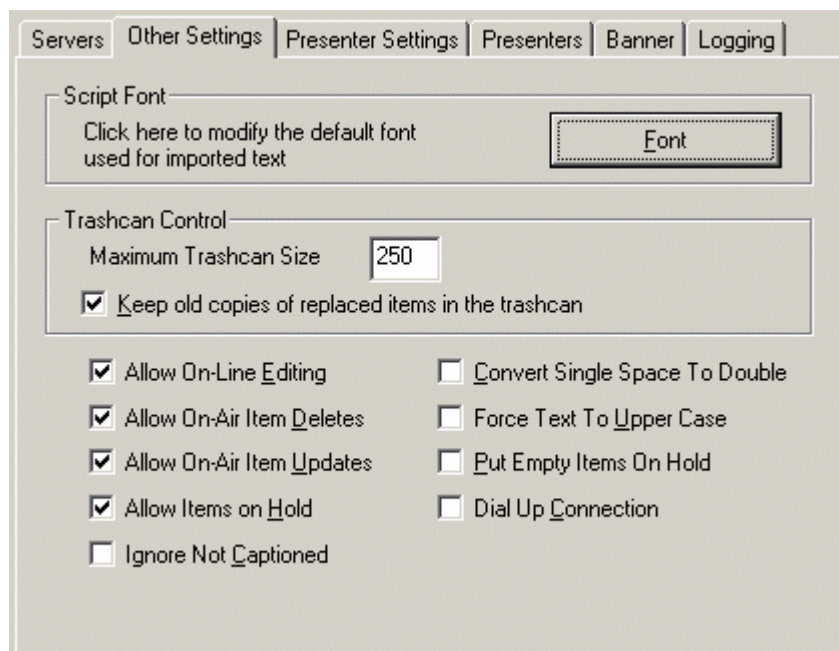 Servers Other Settings Presenter Settings Presenters Banner Logging
Script Font
Click here to modify the default font
used for imported text
Font
Trashcan Control
Maximum Trashcan Size 250
Keep old copies of replaced items in the trashcan
Allow On-Line Editing
Allow On-Air Item Deletes
Allow On-Air Item Updates
Allow Items on Hold
Ignore Not Captioned
Convert Single Space To Double
Force Text To Upper Case
Put Empty Items On Hold
Dial Up Connection